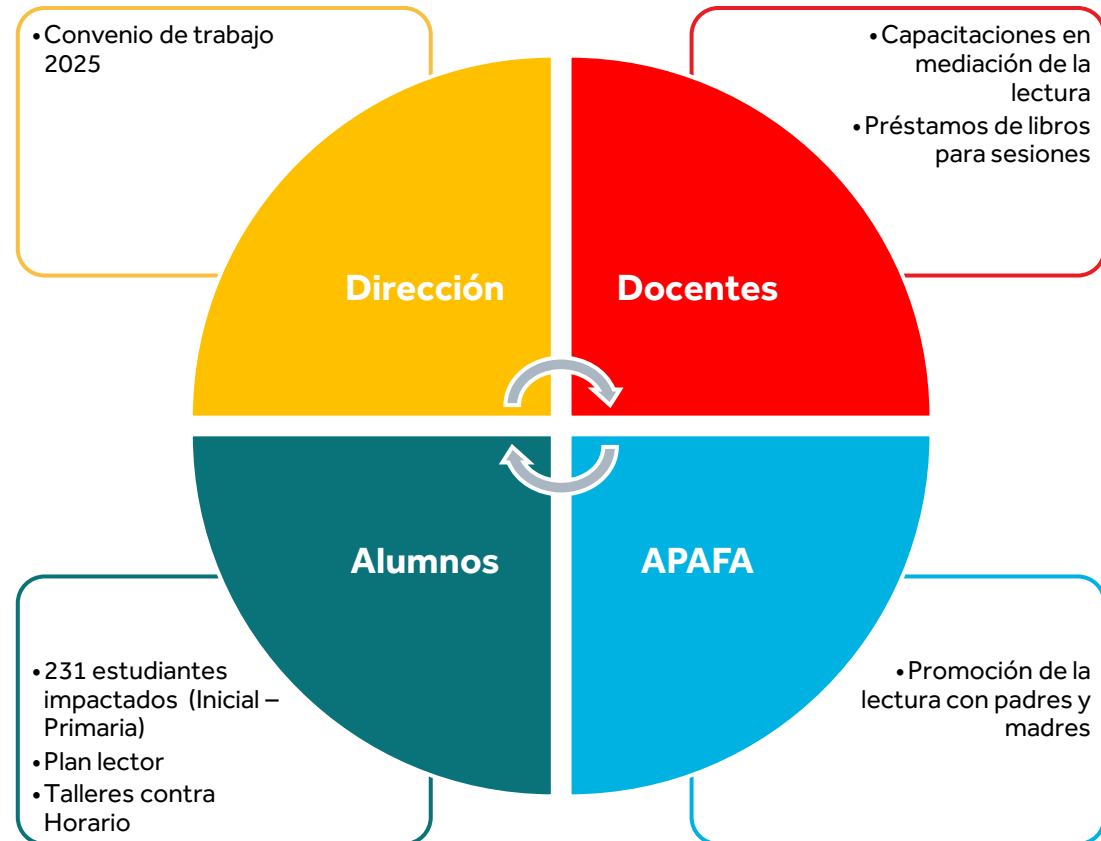 •Convenio de trabajo
2025
•Capacitaciones en
mediación de la
lectura
•Préstamos de libros
para sesiones
Dirección
Docentes
Alumnos
APAFA
•231 estudiantes
impactados (Inicial –
Primaria)
•Plan lector
•Talleres contra
Horario
•Promoción de la
lectura con padres y
madres